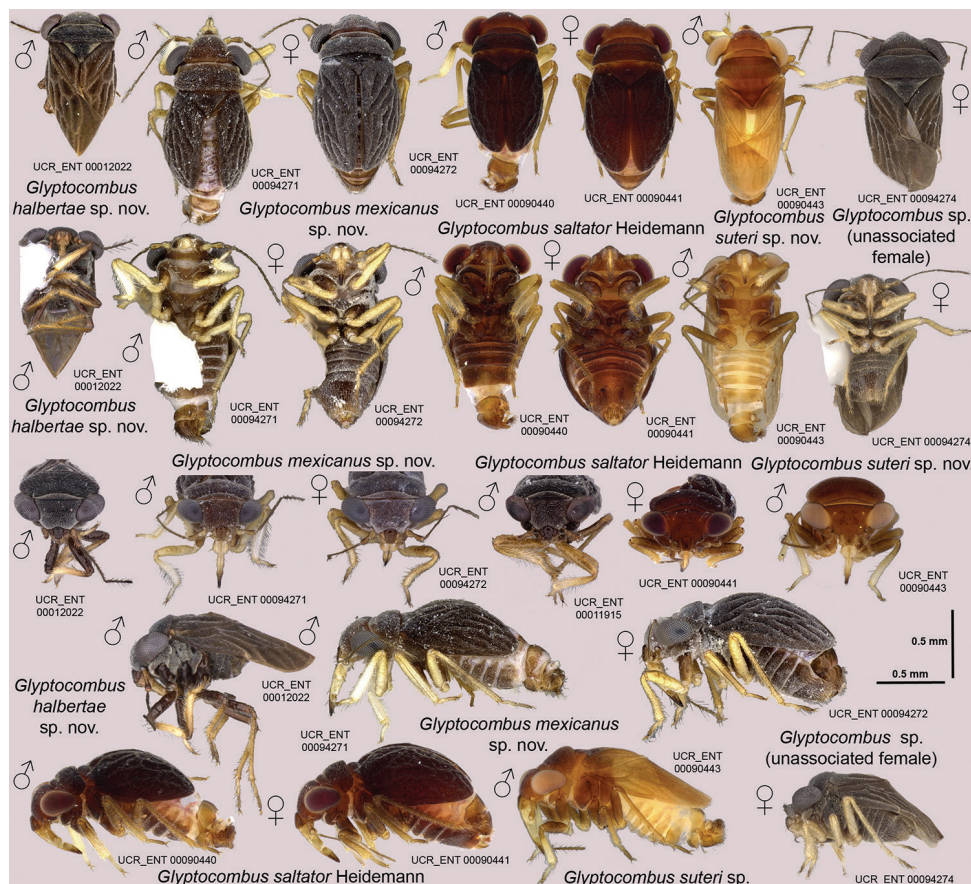 ♂
♂
♀
♂
♀
♂
♀
UCR_ENT 00012022
Glyptocombus
halbertae sp. nov.
UCR_ENT
00094271
UCR_ENT
00094272
Glyptocombus mexicanus
sp. nov.
UCR_ENT
00090440
UCR_ENT 00090441
Glyptocombus saltator Heidemann
UCR_ENT
00090443
Glyptocombus
suteri sp. nov.
UCR_ENT 00094274
Glyptocombus sp.
(unassociated
female)
♂
♂
♀
♂
♀
♂
♀
UCR_ENT
00012022
Glyptocombus
halbertae sp. nov.
UCR_ENT
00094271
UCR_ENT
00094272
Glyptocombus mexicanus sp. nov.
UCR_ENT
00090440
UCR_ENT
00090441
Glyptocombus saltator Heidemann
UCR_ENT
00090443
UCR_ENT 00094274
Glyptocombus suteri sp. nov.
♂
♂
♀
♂
♀
♂
UCR_ENT
00012022
UCR_ENT 00094271
UCR_ENT
00094272
UCR_ENT
00011915
UCR_ENT 00090441
UCR_ENT
00090443
♂
Glyptocombus
halbertae
sp. nov.
UCR_ENT
00012022
♂
UCR_ENT
00094271
Glyptocombus mexicanus
sp. nov.
♀
UCR_ENT 00094272
0.5 mm
0.5 mm
Glyptocombus sp.
(unassociated female)
♂
UCR_ENT 00090440
♀
UCR_ENT 00090441
Glyptocombus saltator Heidemann
♂
UCR_ENT
00090443
Glyptocombus suteri sp.
♀
UCR_ENT 00094274